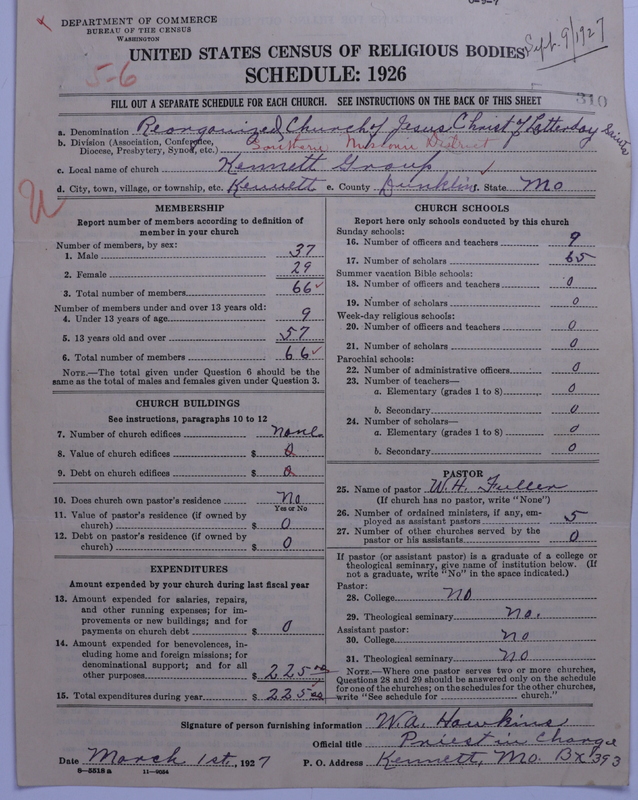 DEPARTMENT OF COMMERCE
BUREAU OF THE CENSUS
WASHINGTON
Sept. 9/1927
UNITED STATES CENSUS OF RELIGIOUS BODIES
5-6
SCHEDULE: 1926
FILL OUT A SEPARATE SCHEDULE FOR EACH CHURCH. SEE INSTRUCTIONS ON THE BACK OF THIS SHEET
310
a. Denomination Reorganized Church of Jesus Christ of Latterday Saints
b. Division (Association, Conference, Diocese, Presbytery, Synod, etc.) Southern Missouri District
c. Local name of church Kennett Group
d. City, town, village, or township, etc. Kennett e. County Dunklin f. State Mo
MEMBERSHIP
Report number of members according to definition of
member in your church
Number of members, by sex:
1. Male 37
2. Female 29
3. Total number of members 66
Number of members under and over 13 years old:
4. Under 13 years of age 9
5. 13 years old and over 57
6. Total number of members 66
NOTE.—The total given under Question 6 should be the
same as the total of males and females given under Question 3.
CHURCH BUILDINGS
See instructions, paragraphs 10 to 12
7. Number of church edifices none
8. Value of church edifices $ 0
9. Debt on church edifices $ 0
10. Does church own pastor's residence No
Yes or No
11. Value of pastor's residence (if owned by
church) $ 0
12. Debt on pastor's residence (if owned by
church) $ 0
EXPENDITURES
Amount expended by your church during last fiscal year
13. Amount expended for salaries, repairs,
and other running expenses; for im-
provements or new buildings; and for
payments on church debt $ 0
14. Amount expended for benevolences, in-
cluding home and foreign missions; for
denominational support; and for all
other purposes $ 225 00
15. Total expenditures during year $ 225 00
CHURCH SCHOOLS
Report here only schools conducted by this church
Sunday schools:
16. Number of officers and teachers 9
17. Number of scholars 65
Summer vacation Bible schools:
18. Number of officers and teachers 0
19. Number of scholars 0
Week-day religious schools:
20. Number of officers and teachers 0
21. Number of scholars 0
Parochial schools:
22. Number of administrative officers 0
23. Number of teachers—
a. Elementary (grades 1 to 8) 0
b. Secondary 0
24. Number of scholars—
a. Elementary (grades 1 to 8) 0
b. Secondary 0
PASTOR
25. Name of pastor W. H. Fuller
(If church has no pastor, write "None")
26. Number of ordained ministers, if any, em-
ployed as assistant pastors 5
27. Number of other churches served by the
pastor or his assistants 0
If pastor (or assistant pastor) is a graduate of a college or
theological seminary, give name of institution below. (If
not a graduate, write "No" in the space indicated.)
Pastor:
28. College no
29. Theological seminary no.
Assistant pastor:
30. College no
31. Theological seminary no
NOTE.—Where one pastor serves two or more churches,
Questions 28 and 29 should be answered only on the schedule
for one of the churches; on the schedules for the other churches,
write "See schedule for church."
Signature of person furnishing information W. A. Hawkins
Official title Priest in Charge
Date March 1st., 1927 P. O. Address Kennett, Mo. Bx 393
8—5518 a 11—9024